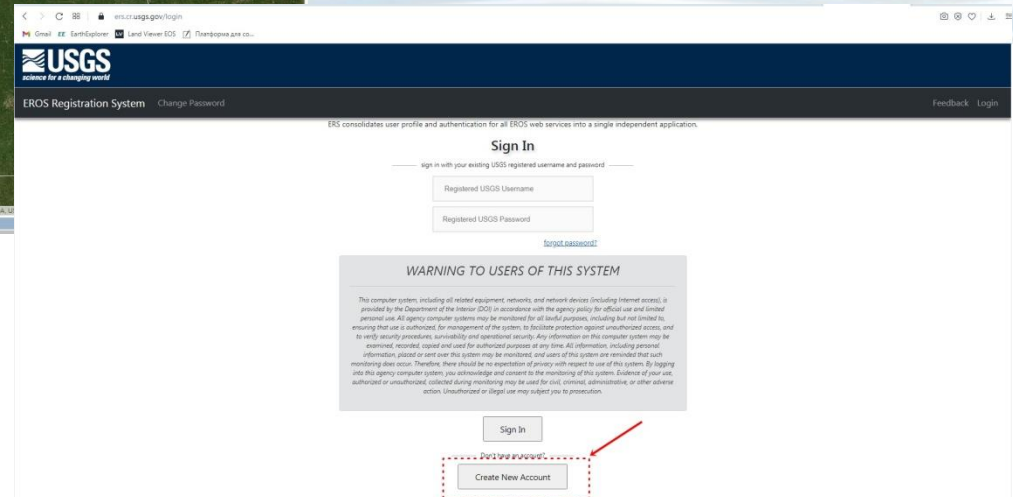 ers.cr.usgs.gov/login
Gmail EE EarthExplorer LV Land Viewer EOS Платформа для со...
USGS
science for a changing world
EROS Registration System Change Password Feedback Login
ERS consolidates user profile and authentication for all EROS web services into a single independent application.
Sign In
sign in with your existing USGS registered username and password
Registered USGS Username
Registered USGS Password
forgot password?
WARNING TO USERS OF THIS SYSTEM
This computer system, including all related equipment, networks, and network devices (including Internet access), is
provided by the Department of the Interior (DOI) in accordance with the agency policy for official use and limited
personal use. All agency computer systems may be monitored for all lawful purposes, including but not limited to,
ensuring that use is authorized, for management of the system, to facilitate protection against unauthorized access, and
to verify security procedures, survivability and operational security. Any information on this computer system may be
examined, recorded, copied and used for authorized purposes at any time. All information, including personal
information, placed or sent over this system may be monitored, and users of this system are reminded that such
monitoring does occur. Therefore, there should be no expectation of privacy with respect to use of this system. By logging
into this agency computer system, you acknowledge and consent to the monitoring of this system. Evidence of your use,
authorized or unauthorized, collected during monitoring may be used for civil, criminal, administrative, or other adverse
action. Unauthorized or illegal use may subject you to prosecution.
Sign In
Don't have an account?
Create New Account